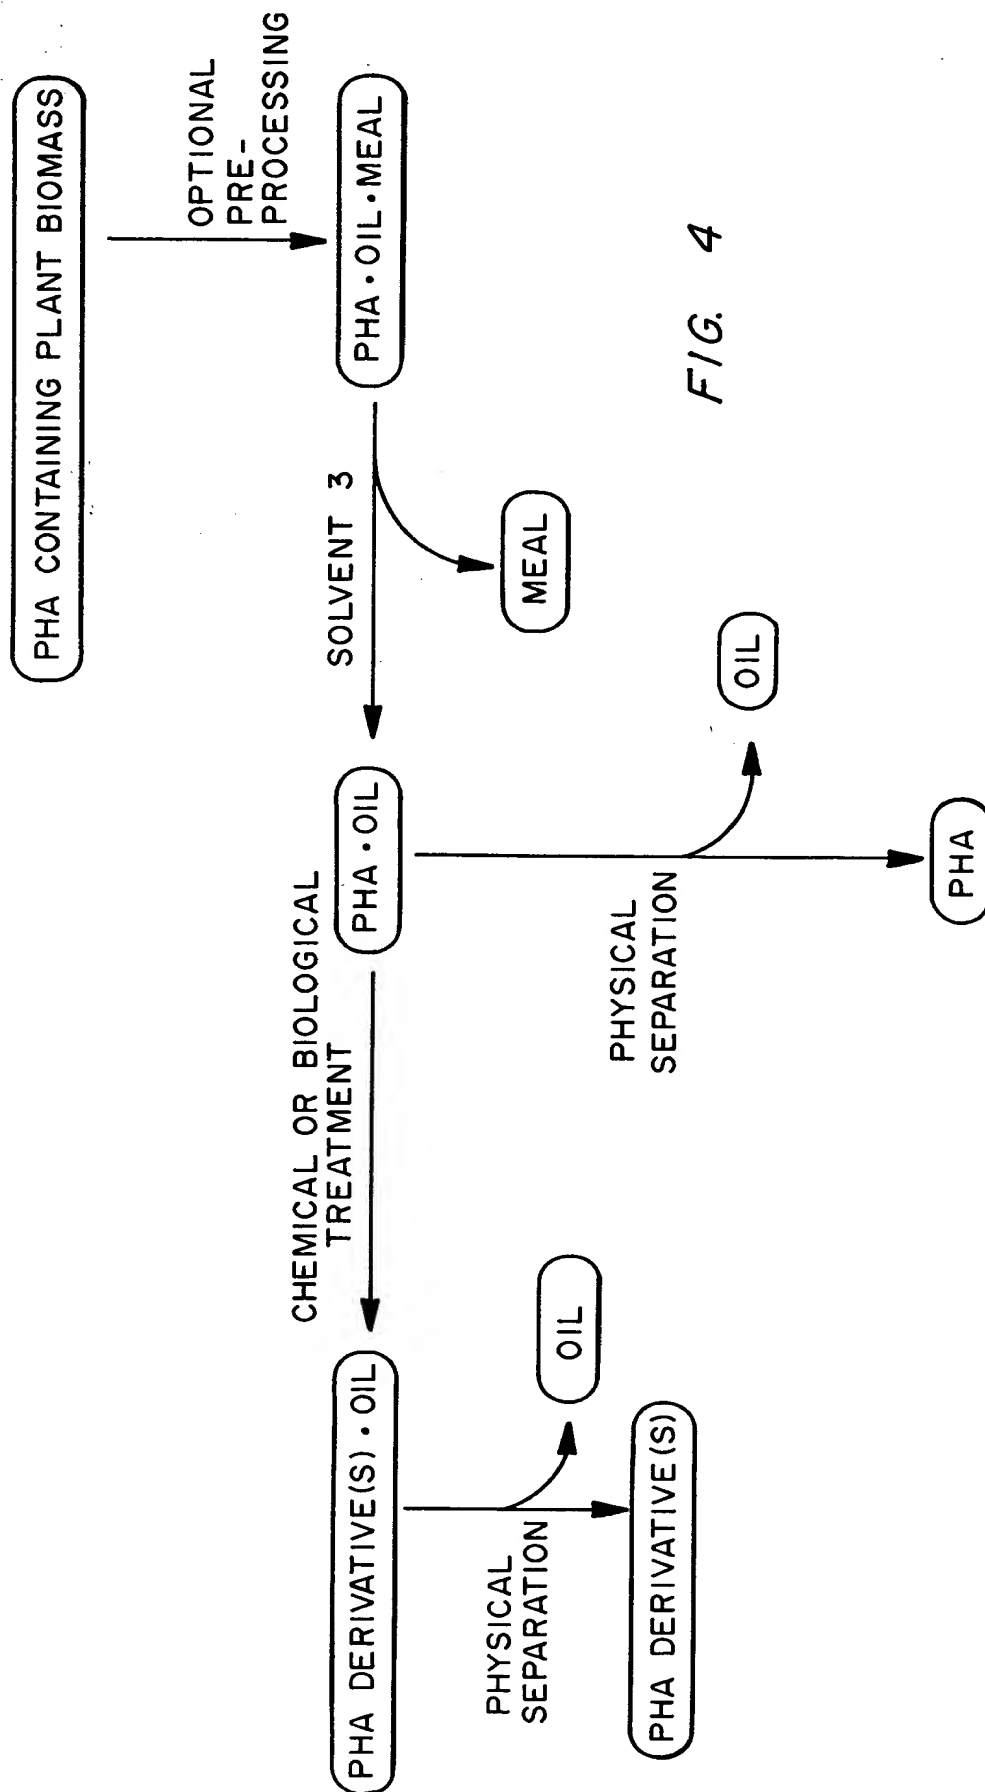 PHA CONTAINING PLANT BIOMASS
OPTIONAL
PRE-
PROCESSING
PHA•OIL•MEAL
SOLVENT 3
MEAL
PHA•OIL
PHYSICAL
SEPARATION
OIL
PHA
CHEMICAL OR BIOLOGICAL
TREATMENT
PHA DERIVATIVE(S)•OIL
PHYSICAL
SEPARATION
OIL
PHA DERIVATIVE(S)
FIG. 4